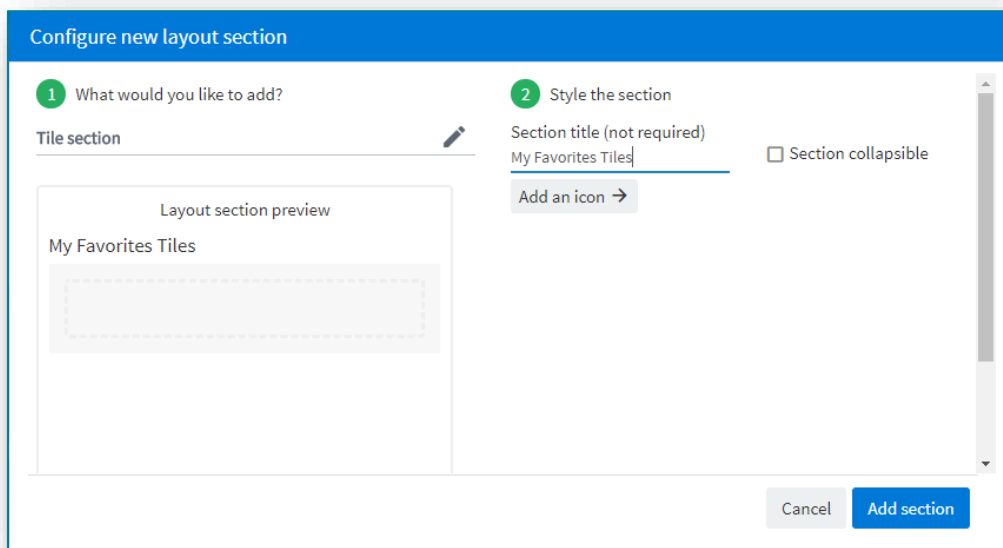 Configure new layout section
1 What would you like to add?
Tile section
Layout section preview
My Favorites Tiles
2 Style the section
Section title (not required)
My Favorites Tiles
Section collapsible
Add an icon →
Cancel
Add section